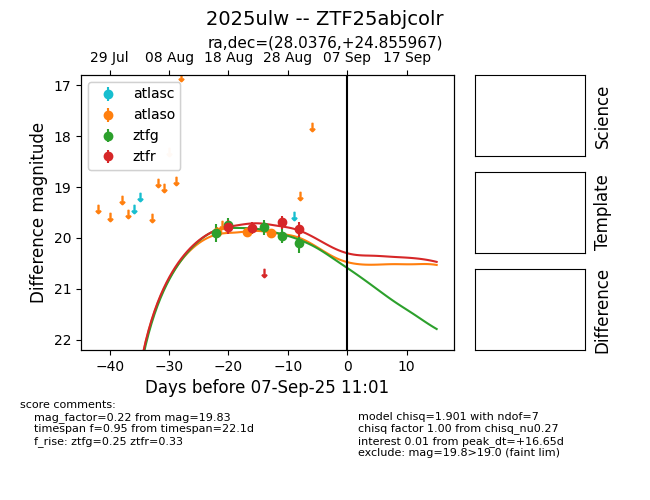 2025ulw -- ZTF25abjcolr
ra,dec=(28.0376,+24.855967)
29 Jul 08 Aug 18 Aug 28 Aug 07 Sep 17 Sep
17
18
19
20
21
22
Difference magnitude
atlasc
atlaso
ztfg
ztfr
−40 −30 −20 −10 0 10
Days before 07-Sep-25 11:01
Science
Template
Difference
score comments:
mag_factor=0.22 from mag=19.83
timespan f=0.95 from timespan=22.1d
f_rise: ztfg=0.25 ztfr=0.33
model chisq=1.901 with ndof=7
chisq factor 1.00 from chisq_nu0.27
interest 0.01 from peak_dt=+16.65d
exclude: mag=19.8>19.0 (faint lim)